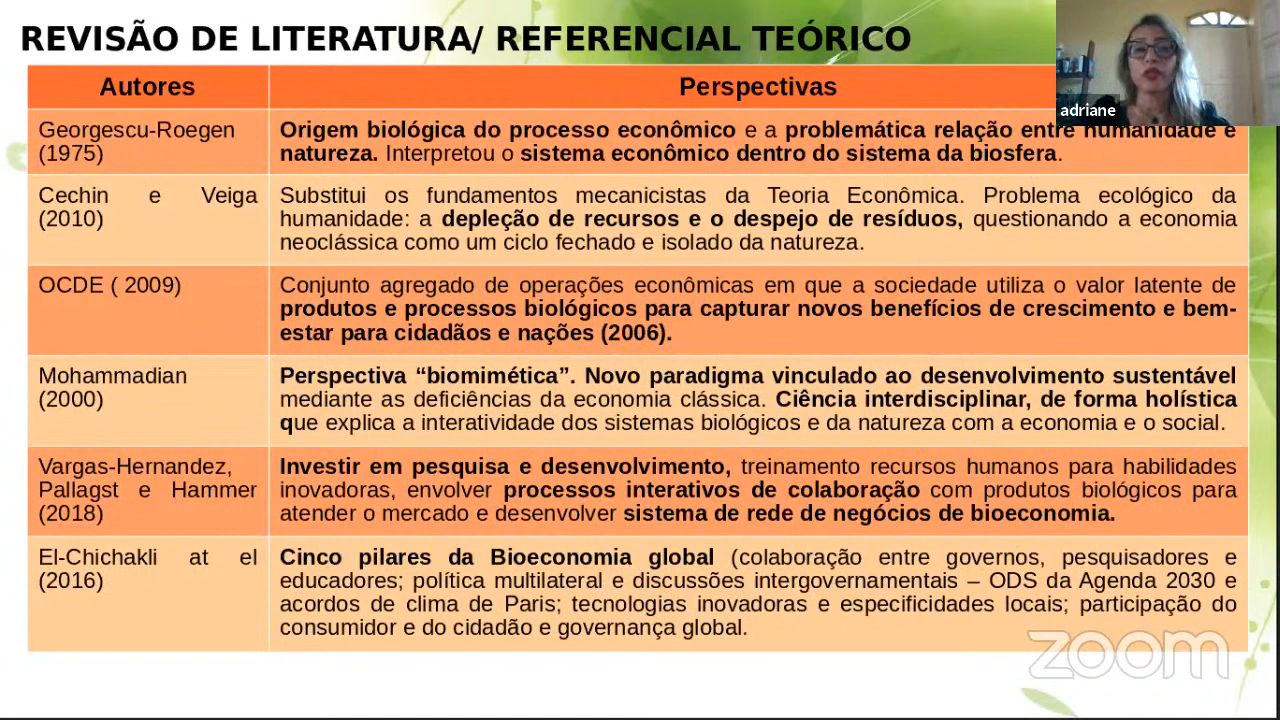 REVISÃO DE LITERATURA/ REFERENCIAL TEÓRICO
adriane
Autores
Perspectivas
Georgescu-Roegen
(1975)
Origem biológica do processo econômico e a problemática relação entre humanidade e
natureza. Interpretou o sistema econômico dentro do sistema da biosfera.
Cechin e Veiga
(2010)
Substitui os fundamentos mecanicistas da Teoria Econômica. Problema ecológico da
humanidade: a depleção de recursos e o despejo de resíduos, questionando a economia
neoclássica como um ciclo fechado e isolado da natureza.
OCDE ( 2009)
Conjunto agregado de operações econômicas em que a sociedade utiliza o valor latente de
produtos e processos biológicos para capturar novos benefícios de crescimento e bem-
estar para cidadãos e nações (2006).
Mohammadian
(2000)
Perspectiva “biomimética”. Novo paradigma vinculado ao desenvolvimento sustentável
mediante as deficiências da economia clássica. Ciência interdisciplinar, de forma holística
que explica a interatividade dos sistemas biológicos e da natureza com a economia e o social.
Vargas-Hernandez,
Pallagst e Hammer
(2018)
Investir em pesquisa e desenvolvimento, treinamento recursos humanos para habilidades
inovadoras, envolver processos interativos de colaboração com produtos biológicos para
atender o mercado e desenvolver sistema de rede de negócios de bioeconomia.
El-Chichakli at el
(2016)
Cinco pilares da Bioeconomia global (colaboração entre governos, pesquisadores e
educadores; política multilateral e discussões intergovernamentais – ODS da Agenda 2030 e
acordos de clima de Paris; tecnologias inovadoras e especificidades locais; participação do
consumidor e do cidadão e governança global.
zoom